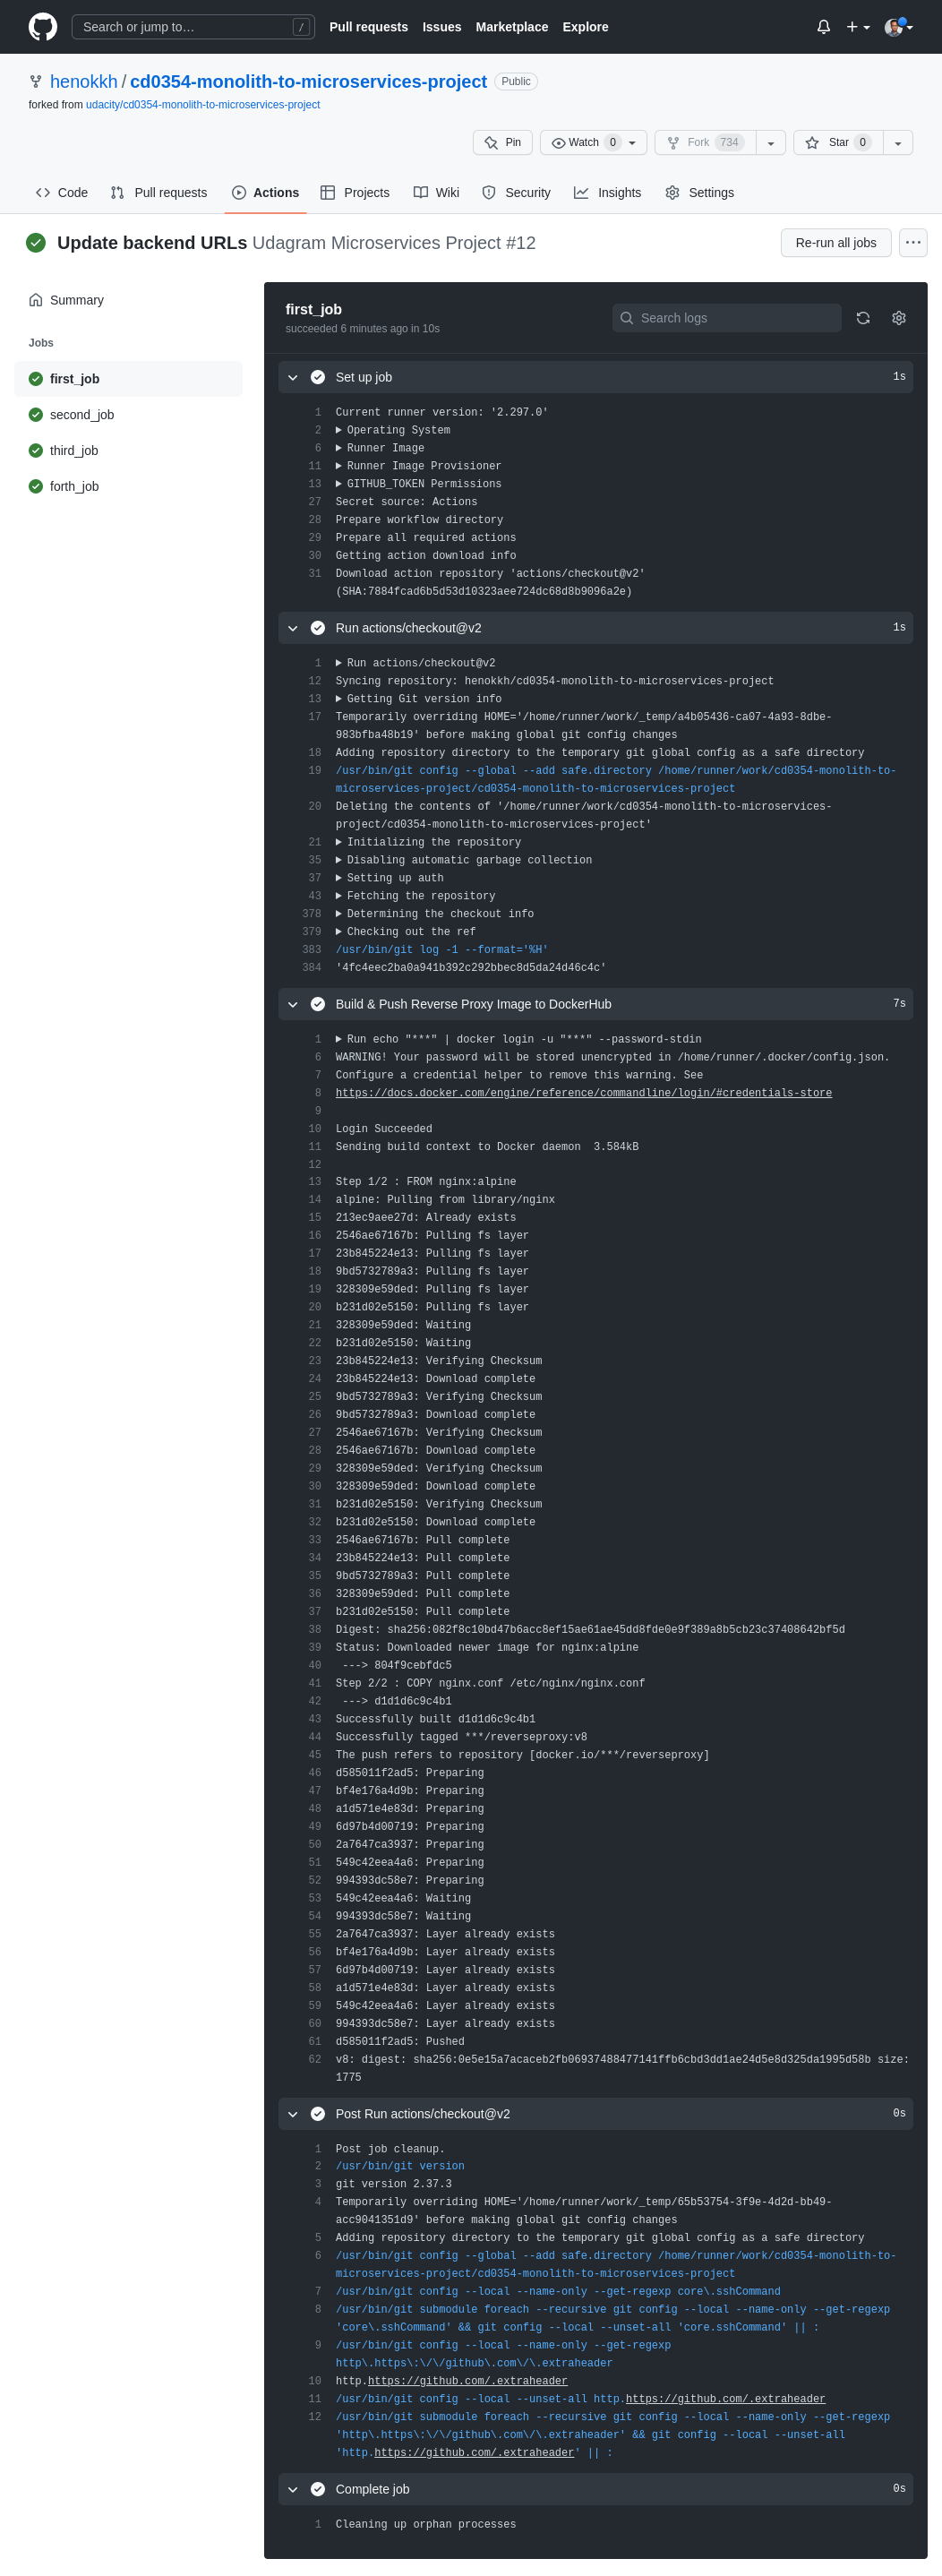 Search or jump to… /
Pull requests Issues Marketplace Explore
henokkh / cd0354-monolith-to-microservices-project Public
forked from udacity/cd0354-monolith-to-microservices-project
Pin Watch 0 Fork 734 Star 0
Code Pull requests Actions Projects Wiki Security Insights Settings
Update backend URLs Udagram Microservices Project #12
Re-run all jobs
Summary
Jobs
first_job
second_job
third_job
forth_job
first_job
succeeded 6 minutes ago in 10s
Search logs
Set up job 1s
1 Current runner version: '2.297.0'
2 ▶ Operating System
6 ▶ Runner Image
11 ▶ Runner Image Provisioner
13 ▶ GITHUB_TOKEN Permissions
27 Secret source: Actions
28 Prepare workflow directory
29 Prepare all required actions
30 Getting action download info
31 Download action repository 'actions/checkout@v2'
(SHA:7884fcad6b5d53d10323aee724dc68d8b9096a2e)
Run actions/checkout@v2 1s
1 ▶ Run actions/checkout@v2
12 Syncing repository: henokkh/cd0354-monolith-to-microservices-project
13 ▶ Getting Git version info
17 Temporarily overriding HOME='/home/runner/work/_temp/a4b05436-ca07-4a93-8dbe-
983bfba48b19' before making global git config changes
18 Adding repository directory to the temporary git global config as a safe directory
19 /usr/bin/git config --global --add safe.directory /home/runner/work/cd0354-monolith-to-
microservices-project/cd0354-monolith-to-microservices-project
20 Deleting the contents of '/home/runner/work/cd0354-monolith-to-microservices-
project/cd0354-monolith-to-microservices-project'
21 ▶ Initializing the repository
35 ▶ Disabling automatic garbage collection
37 ▶ Setting up auth
43 ▶ Fetching the repository
378 ▶ Determining the checkout info
379 ▶ Checking out the ref
383 /usr/bin/git log -1 --format='%H'
384 '4fc4eec2ba0a941b392c292bbec8d5da24d46c4c'
Build & Push Reverse Proxy Image to DockerHub 7s
1 ▶ Run echo "***" | docker login -u "***" --password-stdin
6 WARNING! Your password will be stored unencrypted in /home/runner/.docker/config.json.
7 Configure a credential helper to remove this warning. See
8 https://docs.docker.com/engine/reference/commandline/login/#credentials-store
9
10 Login Succeeded
11 Sending build context to Docker daemon  3.584kB
12
13 Step 1/2 : FROM nginx:alpine
14 alpine: Pulling from library/nginx
15 213ec9aee27d: Already exists
16 2546ae67167b: Pulling fs layer
17 23b845224e13: Pulling fs layer
18 9bd5732789a3: Pulling fs layer
19 328309e59ded: Pulling fs layer
20 b231d02e5150: Pulling fs layer
21 328309e59ded: Waiting
22 b231d02e5150: Waiting
23 23b845224e13: Verifying Checksum
24 23b845224e13: Download complete
25 9bd5732789a3: Verifying Checksum
26 9bd5732789a3: Download complete
27 2546ae67167b: Verifying Checksum
28 2546ae67167b: Download complete
29 328309e59ded: Verifying Checksum
30 328309e59ded: Download complete
31 b231d02e5150: Verifying Checksum
32 b231d02e5150: Download complete
33 2546ae67167b: Pull complete
34 23b845224e13: Pull complete
35 9bd5732789a3: Pull complete
36 328309e59ded: Pull complete
37 b231d02e5150: Pull complete
38 Digest: sha256:082f8c10bd47b6acc8ef15ae61ae45dd8fde0e9f389a8b5cb23c37408642bf5d
39 Status: Downloaded newer image for nginx:alpine
40 ---> 804f9cebfdc5
41 Step 2/2 : COPY nginx.conf /etc/nginx/nginx.conf
42 ---> d1d1d6c9c4b1
43 Successfully built d1d1d6c9c4b1
44 Successfully tagged ***/reverseproxy:v8
45 The push refers to repository [docker.io/***/reverseproxy]
46 d585011f2ad5: Preparing
47 bf4e176a4d9b: Preparing
48 a1d571e4e83d: Preparing
49 6d97b4d00719: Preparing
50 2a7647ca3937: Preparing
51 549c42eea4a6: Preparing
52 994393dc58e7: Preparing
53 549c42eea4a6: Waiting
54 994393dc58e7: Waiting
55 2a7647ca3937: Layer already exists
56 bf4e176a4d9b: Layer already exists
57 6d97b4d00719: Layer already exists
58 a1d571e4e83d: Layer already exists
59 549c42eea4a6: Layer already exists
60 994393dc58e7: Layer already exists
61 d585011f2ad5: Pushed
62 v8: digest: sha256:0e5e15a7acaceb2fb06937488477141ffb6cbd3dd1ae24d5e8d325da1995d58b size:
1775
Post Run actions/checkout@v2 0s
1 Post job cleanup.
2 /usr/bin/git version
3 git version 2.37.3
4 Temporarily overriding HOME='/home/runner/work/_temp/65b53754-3f9e-4d2d-bb49-
acc9041351d9' before making global git config changes
5 Adding repository directory to the temporary git global config as a safe directory
6 /usr/bin/git config --global --add safe.directory /home/runner/work/cd0354-monolith-to-
microservices-project/cd0354-monolith-to-microservices-project
7 /usr/bin/git config --local --name-only --get-regexp core\.sshCommand
8 /usr/bin/git submodule foreach --recursive git config --local --name-only --get-regexp
'core\.sshCommand' && git config --local --unset-all 'core.sshCommand' || :
9 /usr/bin/git config --local --name-only --get-regexp
http\.https\:\/\/github\.com\/\.extraheader
10 http.https://github.com/.extraheader
11 /usr/bin/git config --local --unset-all http.https://github.com/.extraheader
12 /usr/bin/git submodule foreach --recursive git config --local --name-only --get-regexp
'http\.https\:\/\/github\.com\/\.extraheader' && git config --local --unset-all
'http.https://github.com/.extraheader' || :
Complete job 0s
1 Cleaning up orphan processes